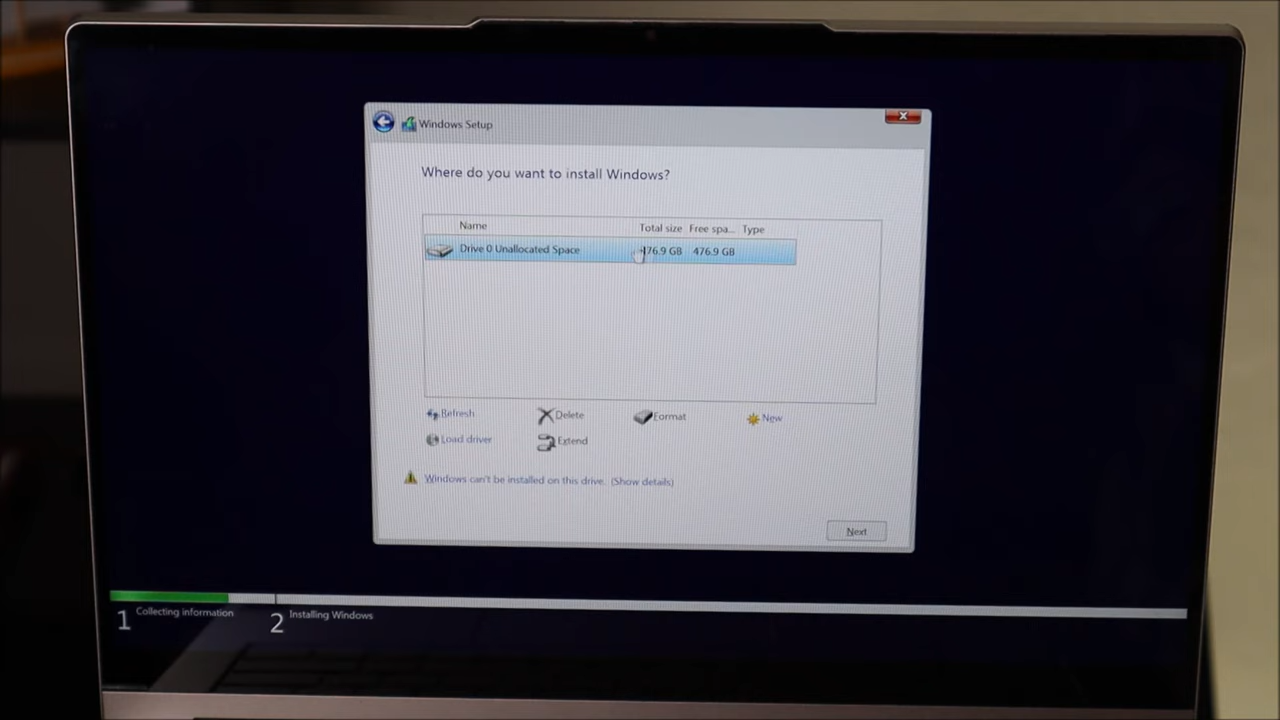 Windows Setup
Where do you want to install Windows?
Name Total size Free spa... Type
Drive 0 Unallocated Space 476.9 GB 476.9 GB
Refresh Delete Format New
Load driver Extend
Windows can't be installed on this drive. (Show details)
Next
1 Collecting information 2 Installing Windows